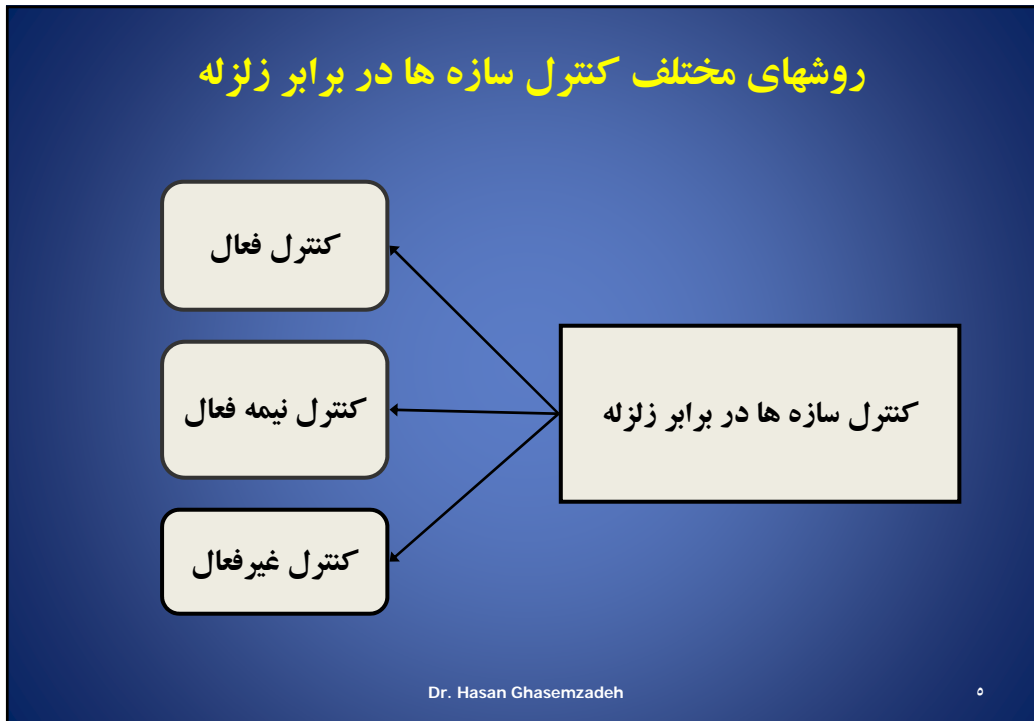 روشهای مختلف کنترل سازه ها در برابر زلزله
کنترل سازه ها در برابر زلزله
کنترل فعال
کنترل نیمه فعال
کنترل غیرفعال
Dr. Hasan Ghasemzadeh
۵